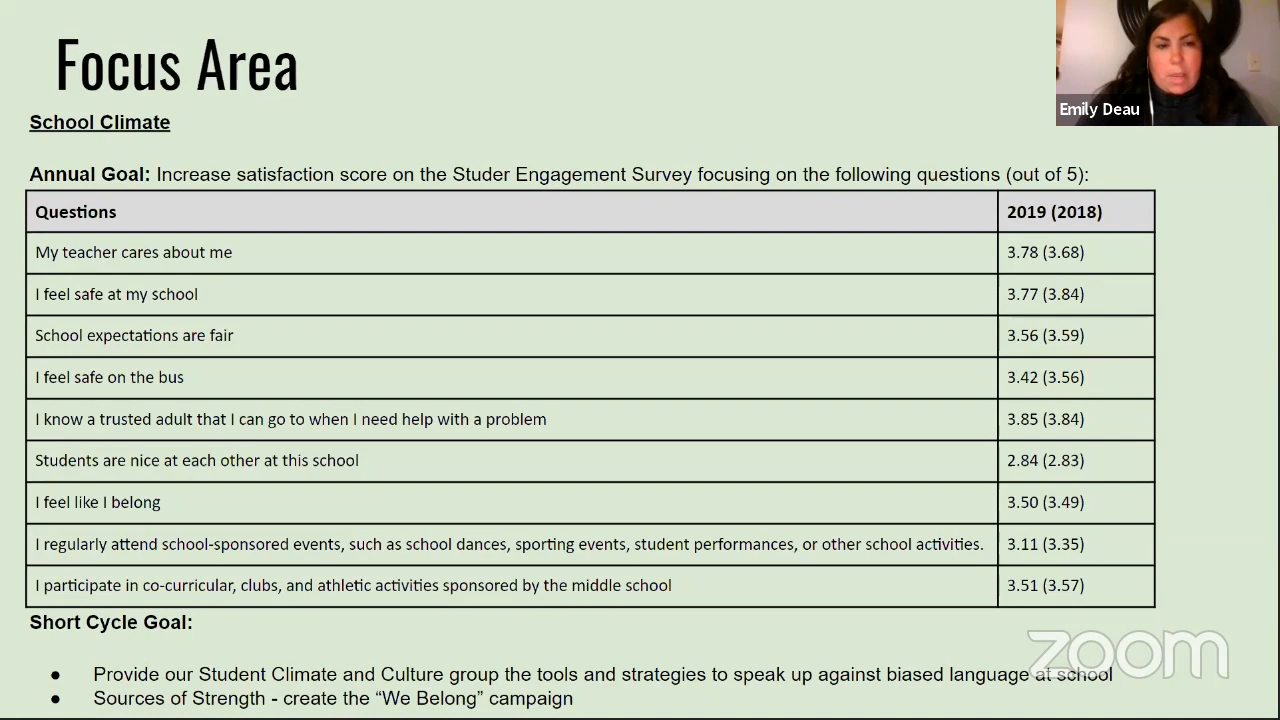 Focus Area
Emily Deau
School Climate
Annual Goal: Increase satisfaction score on the Studer Engagement Survey focusing on the following questions (out of 5):
Questions 2019 (2018)
My teacher cares about me 3.78 (3.68)
I feel safe at my school 3.77 (3.84)
School expectations are fair 3.56 (3.59)
I feel safe on the bus 3.42 (3.56)
I know a trusted adult that I can go to when I need help with a problem 3.85 (3.84)
Students are nice at each other at this school 2.84 (2.83)
I feel like I belong 3.50 (3.49)
I regularly attend school-sponsored events, such as school dances, sporting events, student performances, or other school activities. 3.11 (3.35)
I participate in co-curricular, clubs, and athletic activities sponsored by the middle school 3.51 (3.57)
Short Cycle Goal:
● Provide our Student Climate and Culture group the tools and strategies to speak up against biased language at school
● Sources of Strength - create the “We Belong” campaign
zoom